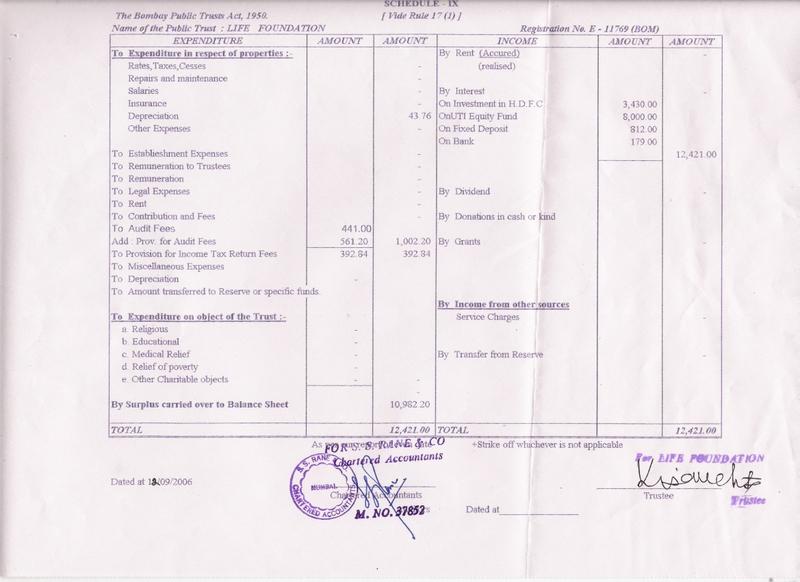 SCHEDULE - IX
The Bombay Public Trusts Act, 1950. [ Vide Rule 17 (1) ]
Name of the Public Trust : LIFE FOUNDATION Registration No. E - 11769 (BOM)
EXPENDITURE AMOUNT AMOUNT INCOME AMOUNT AMOUNT
To Expenditure in respect of properties :- By Rent (Accured) -
Rates,Taxes,Cesses - (realised)
Repairs and maintenance -
Salaries - By Interest -
Insurance - On Investment in H.D.F.C 3,430.00
Depreciation 43.76 OnUTI Equity Fund 8,000.00
Other Expenses - On Fixed Deposit 812.00
On Bank 179.00
To Establieshment Expenses - 12,421.00
To Remuneration to Trustees -
To Remuneration -
To Legal Expenses - By Dividend -
To Rent -
To Contribution and Fees - By Donations in cash or kind -
To Audit Fees 441.00
Add : Prov. for Audit Fees 561.20 1,002.20 By Grants -
To Provision for Income Tax Return Fees 392.84 392.84
To Miscellaneous Expenses
To Depreciation -
To Amount transferred to Reserve or specific funds.
By Income from other sources
To Expenditure on object of the Trust :- Service Charges -
a. Religious -
b. Educational -
c. Medical Relief - By Transfer from Reserve -
d. Relief of poverty -
e. Other Charitable objects -
-
By Surplus carried over to Balance Sheet 10,982.20
TOTAL 12,421.00 TOTAL 12,421.00
As per our report of even date +Strike off whichever is not applicable
FOR S. S. RANE & CO
Chartered Accountants
For LIFE FOUNDATION
S. S. RANE
MUMBAI
CHARTERED ACCOUNTANTS
Dated at /09/2006
Chartered Accountants Trustee
Trustee
M. NO. 37852
Dated at